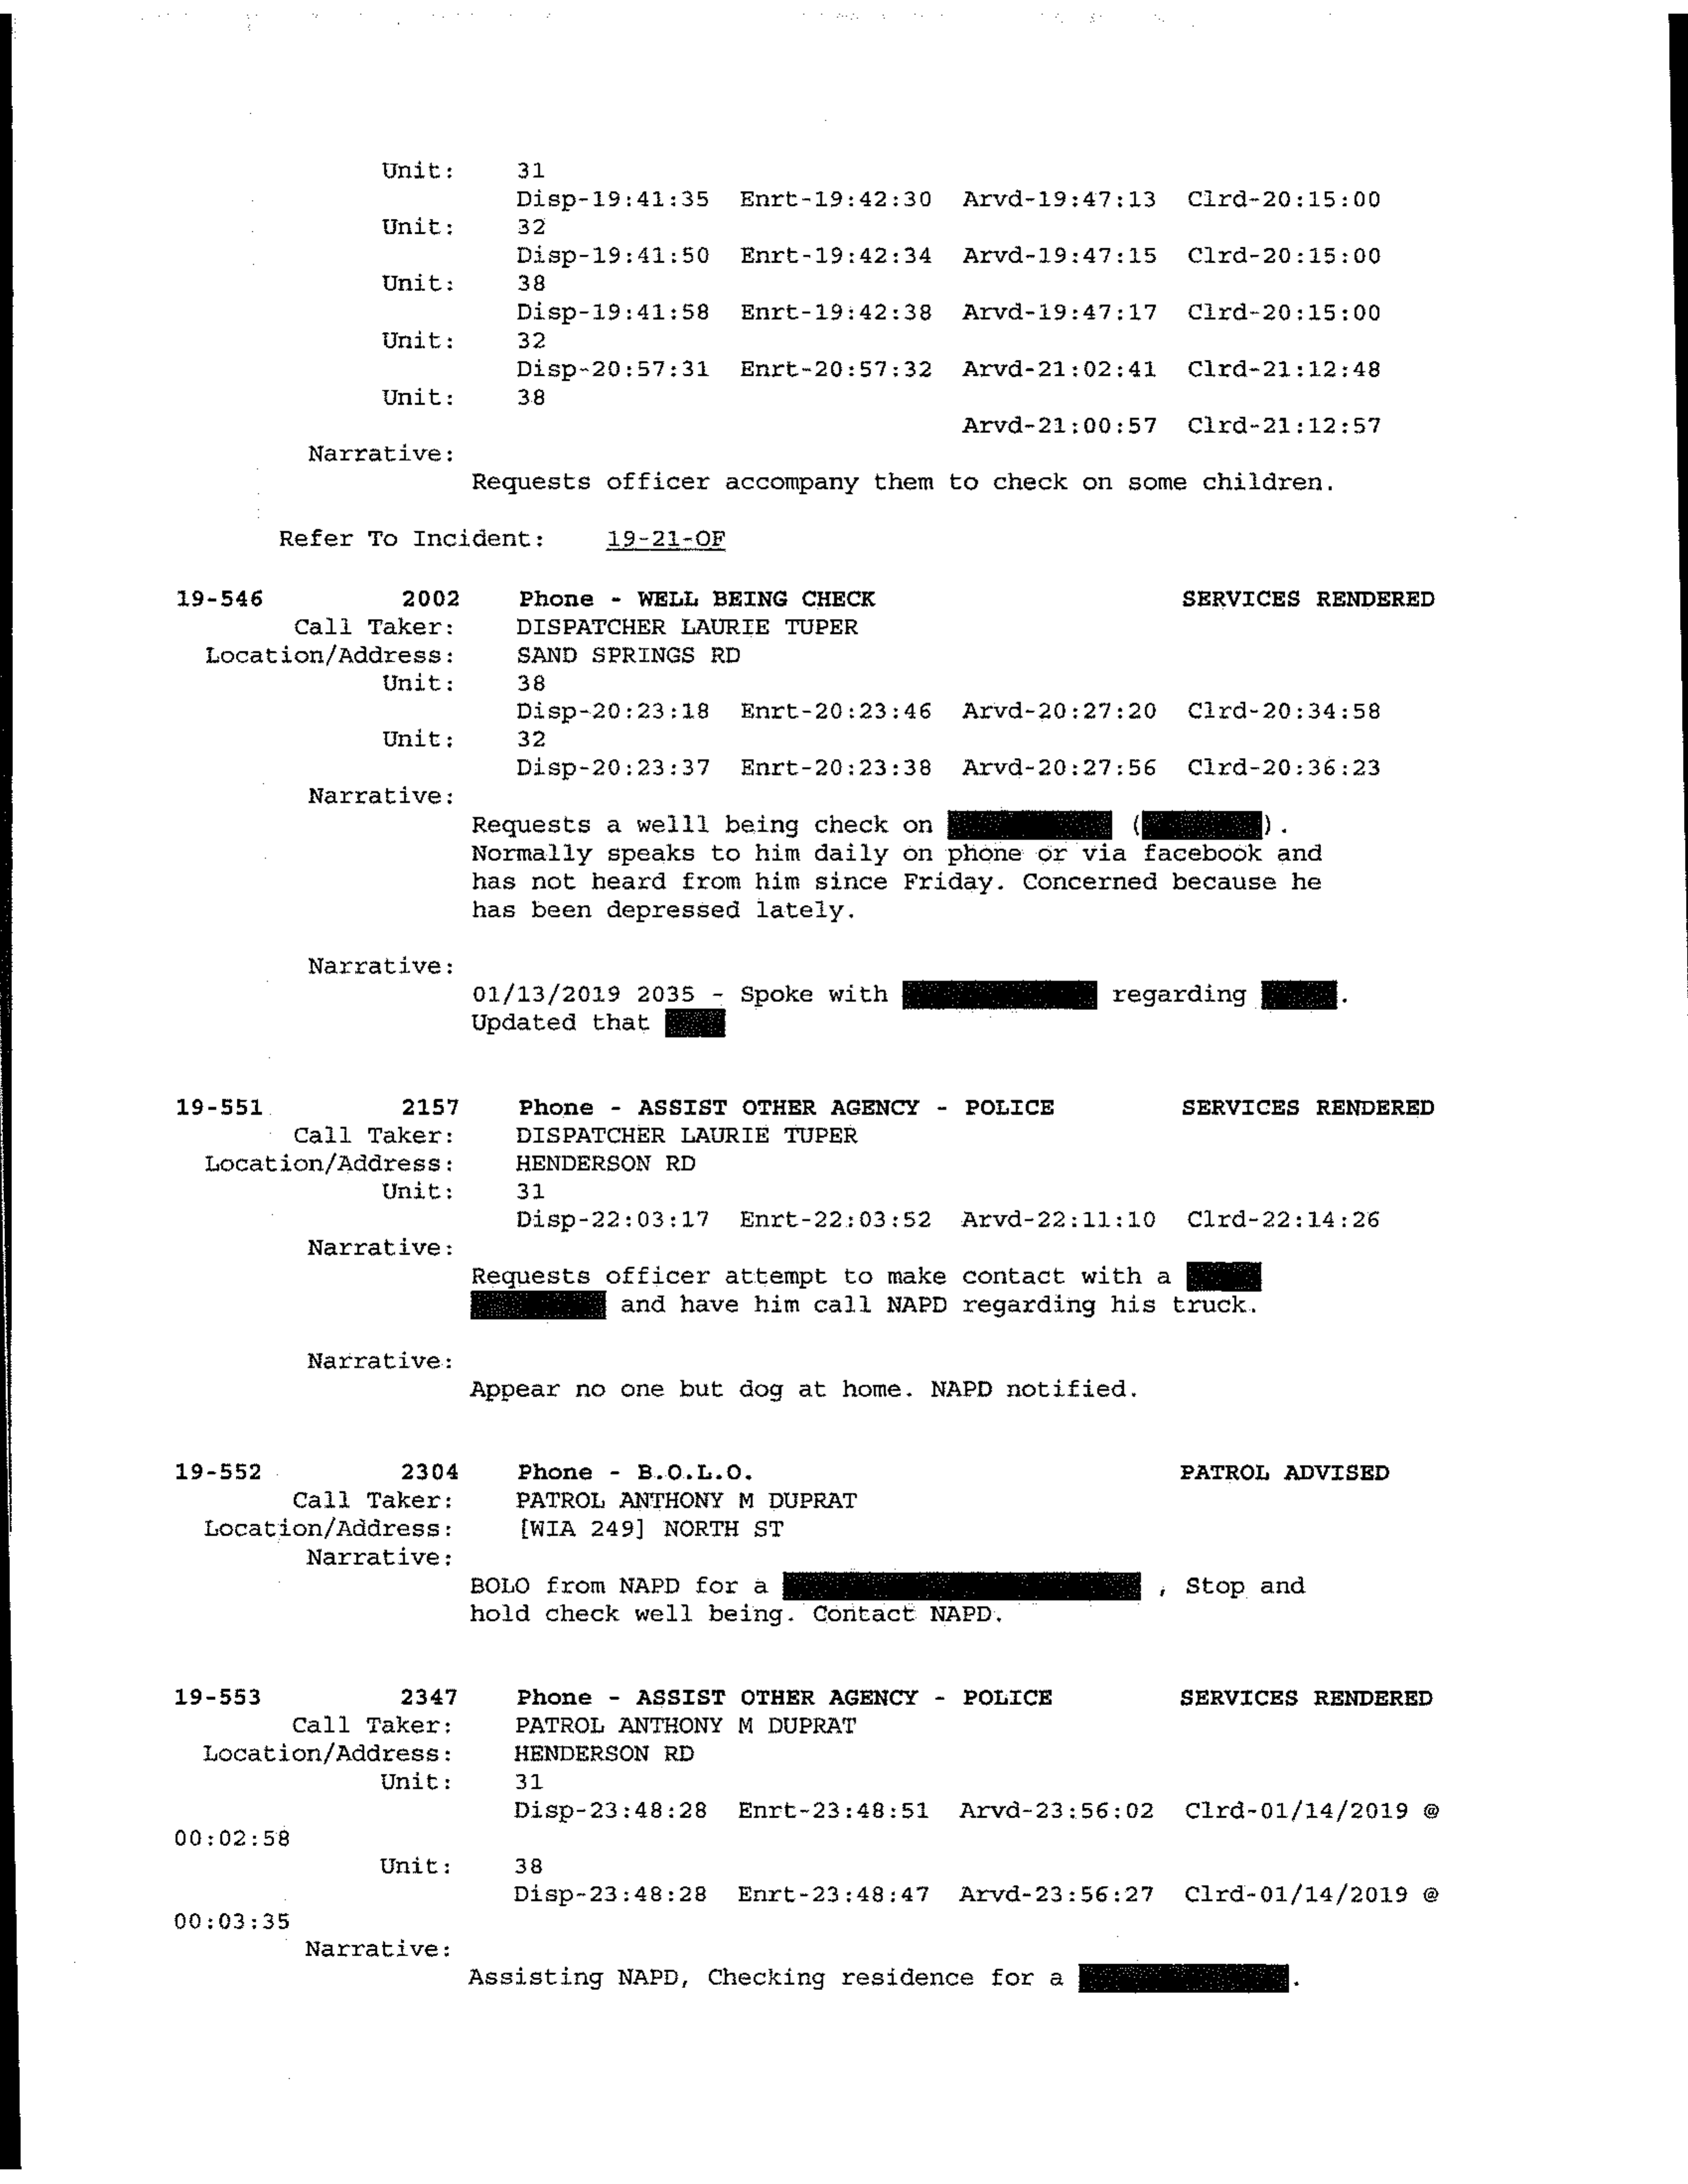 Unit: 31
Disp-19:41:35 Enrt-19:42:30 Arvd-19:47:13 Clrd-20:15:00
Unit: 32
Disp-19:41:50 Enrt-19:42:34 Arvd-19:47:15 Clrd-20:15:00
Unit: 38
Disp-19:41:58 Enrt-19:42:38 Arvd-19:47:17 Clrd-20:15:00
Unit: 32
Disp-20:57:31 Enrt-20:57:32 Arvd-21:02:41 Clrd-21:12:48
Unit: 38
Arvd-21:00:57 Clrd-21:12:57
Narrative:
Requests officer accompany them to check on some children.
Refer To Incident: 19-21-OF
19-546 2002 Phone - WELL BEING CHECK SERVICES RENDERED
Call Taker: DISPATCHER LAURIE TUPER
Location/Address: SAND SPRINGS RD
Unit: 38
Disp-20:23:18 Enrt-20:23:46 Arvd-20:27:20 Clrd-20:34:58
Unit: 32
Disp-20:23:37 Enrt-20:23:38 Arvd-20:27:56 Clrd-20:36:23
Narrative:
Requests a welll being check on ( ).
Normally speaks to him daily on phone or via facebook and
has not heard from him since Friday. Concerned because he
has been depressed lately.
Narrative:
01/13/2019 2035 - Spoke with regarding .
Updated that
19-551 2157 Phone - ASSIST OTHER AGENCY - POLICE SERVICES RENDERED
Call Taker: DISPATCHER LAURIE TUPER
Location/Address: HENDERSON RD
Unit: 31
Disp-22:03:17 Enrt-22:03:52 Arvd-22:11:10 Clrd-22:14:26
Narrative:
Requests officer attempt to make contact with a
and have him call NAPD regarding his truck.
Narrative:
Appear no one but dog at home. NAPD notified.
19-552 2304 Phone - B.O.L.O. PATROL ADVISED
Call Taker: PATROL ANTHONY M DUPRAT
Location/Address: [WIA 249] NORTH ST
Narrative:
BOLO from NAPD for a , Stop and
hold check well being. Contact NAPD.
19-553 2347 Phone - ASSIST OTHER AGENCY - POLICE SERVICES RENDERED
Call Taker: PATROL ANTHONY M DUPRAT
Location/Address: HENDERSON RD
Unit: 31
Disp-23:48:28 Enrt-23:48:51 Arvd-23:56:02 Clrd-01/14/2019 @
00:02:58
Unit: 38
Disp-23:48:28 Enrt-23:48:47 Arvd-23:56:27 Clrd-01/14/2019 @
00:03:35
Narrative:
Assisting NAPD, Checking residence for a .